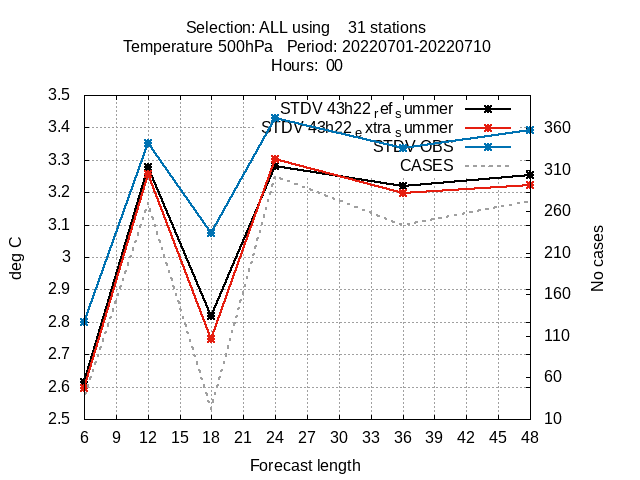 Selection: ALL using    31 stations
Temperature 500hPa   Period: 20220701-20220710
Hours:  00
3.5
3.4
3.3
3.2
3.1
3
2.9
2.8
2.7
2.6
2.5
deg C
STDV 43h22_ref_summer
STDV 43h22_extra_summer
STDV OBS
CASES
360
310
260
210
160
110
60
10
No cases
6 9 12 15 18 21 24 27 30 33 36 39 42 45 48
Forecast length